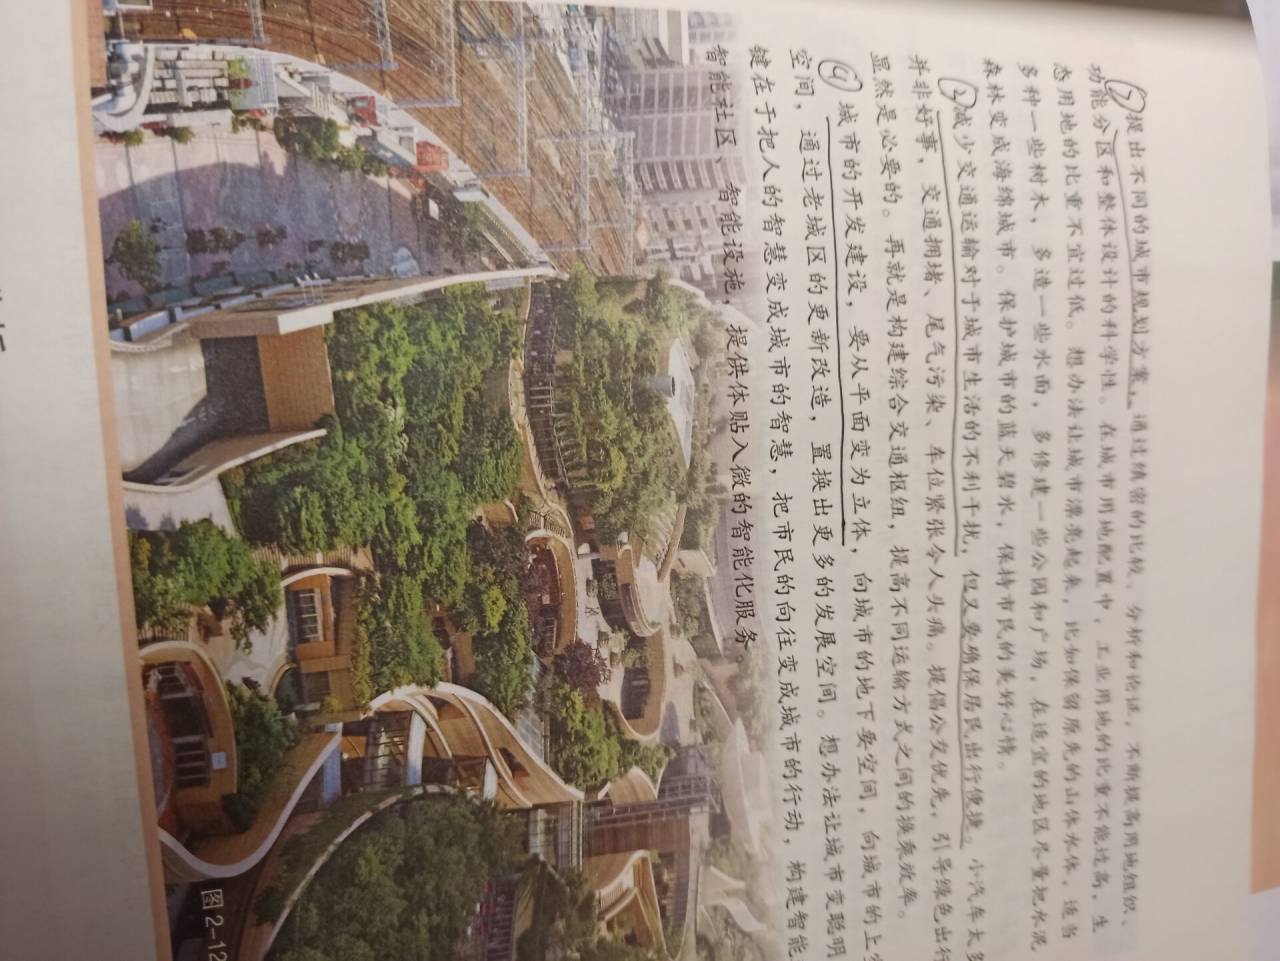 ②提出不同的城市规划方案，通过缜密的比较、分析和论证，不断提高用地组织、
功能分区和整体设计的科学性。在城市用地配置中，工业用地的比重不能过高，生
态用地的比重不宜过低。想办法让城市漂亮起来，比如保留原先的山体水体，适当
多种一些树木，多造一些水面，多修建一些公园和广场，在适宜的地区尽量把水泥
森林变成海绵城市。保护城市的蓝天碧水，保持市民的美好心情。
③减少交通运输对于城市生活的不利干扰，但又要确保居民出行便捷。小汽车太多
并非好事，交通拥堵、尾气污染、车位紧张令人头痛。提倡公交优先，引导绿色出行
显然是必要的。再就是构建综合交通枢纽，提高不同运输方式之间的换乘效率。
④城市的开发建设，要从平面变为立体，向城市的地下要空间，向城市的上空
空间，通过老城区的更新改造，置换出更多的发展空间。想办法让城市变聪明
键在于把人的智慧变成城市的智慧，把市民的向往变成城市的行动，构建智能
智能社区、智能设施，提供体贴入微的智能化服务。
图2-12